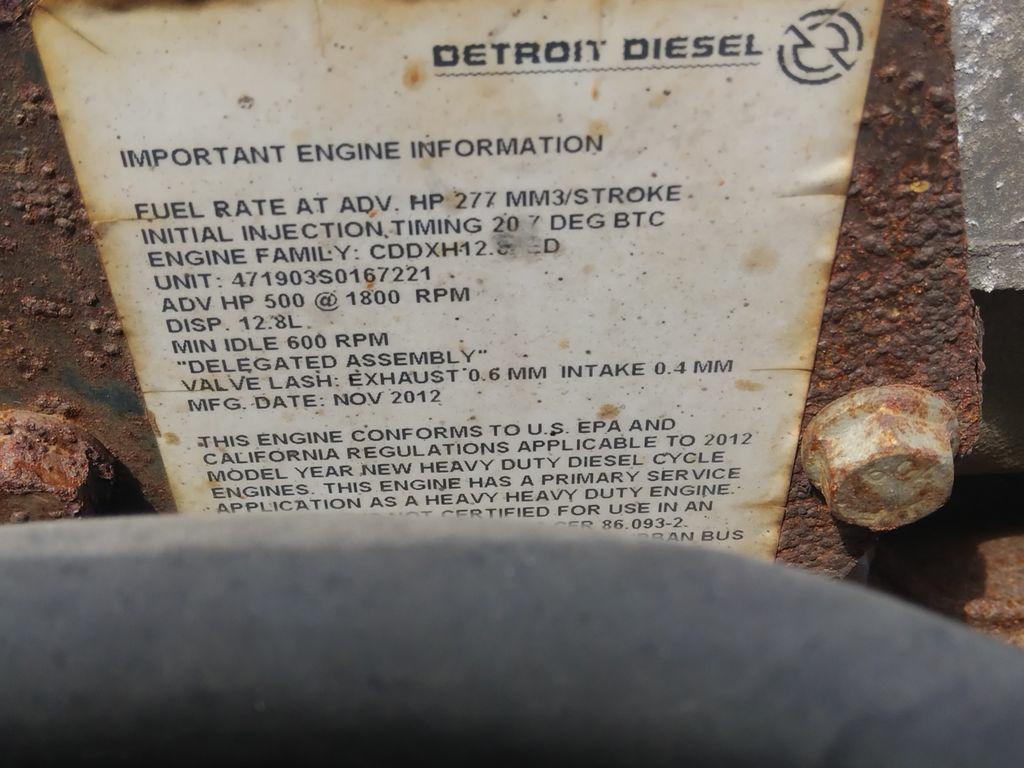 DETROIT DIESEL
IMPORTANT ENGINE INFORMATION
FUEL RATE AT ADV. HP 277 MM3/STROKE
INITIAL INJECTION TIMING 20.7 DEG BTC
ENGINE FAMILY:
UNIT: 471903S0167221
ADV HP 500 @ 1800 RPM
DISP. 12.8L
MIN IDLE 600 RPM
"DELEGATED ASSEMBLY"
VALVE LASH: EXHAUST 0.6 MM INTAKE 0.4 MM
MFG. DATE: NOV 2012
THIS ENGINE CONFORMS TO U.S. EPA AND
CALIFORNIA REGULATIONS APPLICABLE TO 2012
MODEL YEAR NEW HEAVY DUTY DIESEL CYCLE
ENGINES. THIS ENGINE HAS A PRIMARY SERVICE
APPLICATION AS A HEAVY HEAVY DUTY ENGINE.
NOT CERTIFIED FOR USE IN AN
CFR 86.093-2.
BUS